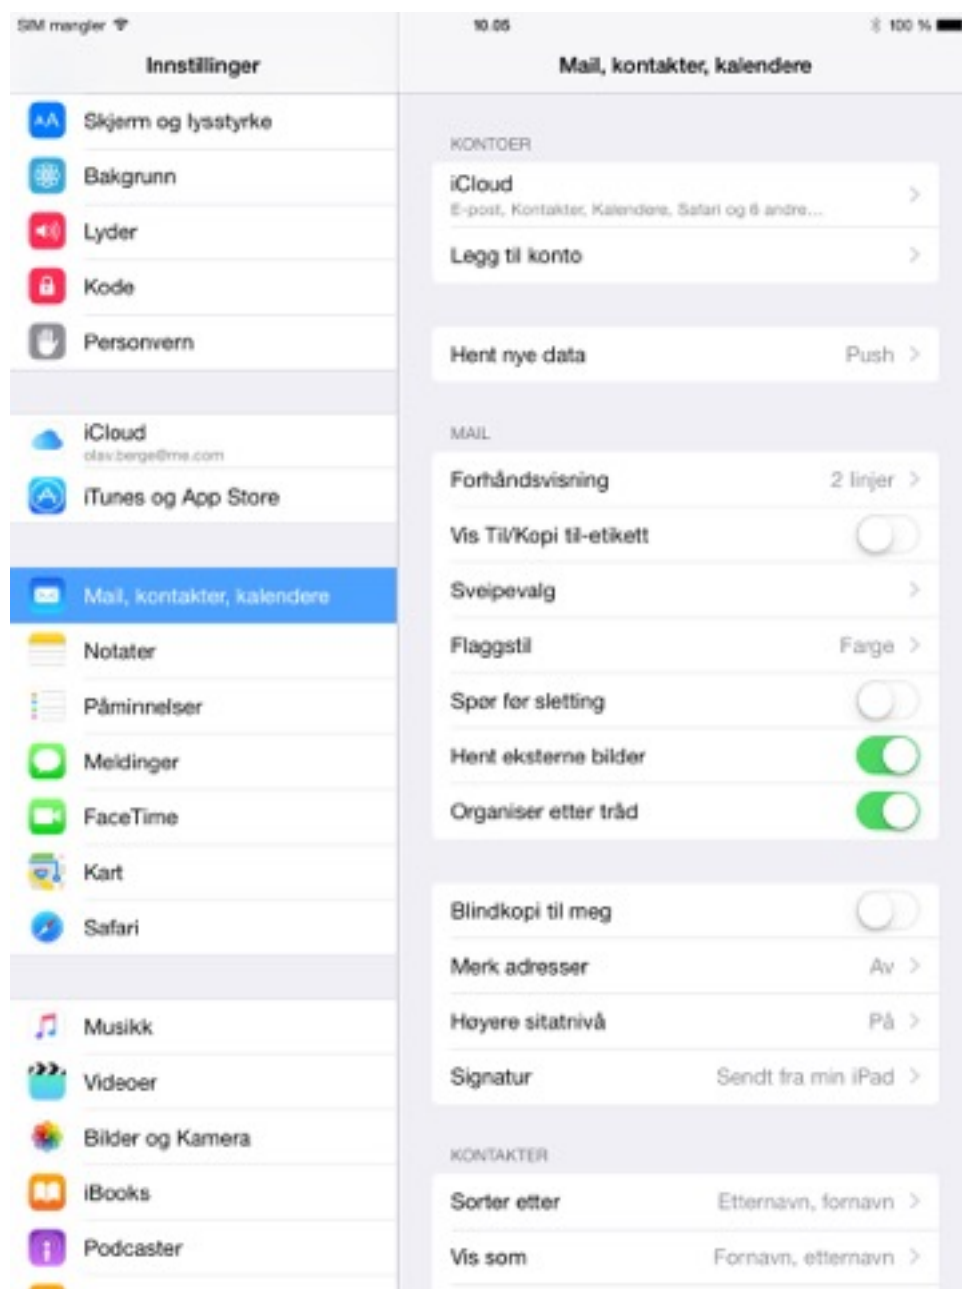 SIM mangler
10.05
100 %
Innstillinger
Mail, kontakter, kalendere
Skjerm og lysstyrke
Bakgrunn
Lyder
Kode
Personvern
iCloud
olav.berge@me.com
iTunes og App Store
Mail, kontakter, kalendere
Notater
Påminnelser
Meldinger
FaceTime
Kart
Safari
Musikk
Videoer
Bilder og Kamera
iBooks
Podcaster
KONTOER
iCloud
E-post, Kontakter, Kalendere, Safari og 6 andre...
Legg til konto
Hent nye data Push
MAIL
Forhåndsvisning 2 linjer
Vis Til/Kopi til-etikett
Sveipevalg
Flaggstil Farge
Spør før sletting
Hent eksterne bilder
Organiser etter tråd
Blindkopi til meg
Merk adresser Av
Høyere sitatnivå På
Signatur Sendt fra min iPad
KONTAKTER
Sorter etter Etternavn, fornavn
Vis som Fornavn, etternavn